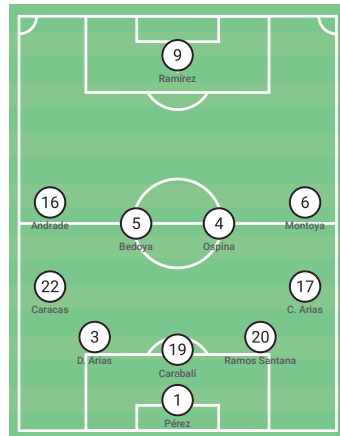 9
Ramírez
16
6
Andrade
Montoya
5
4
Bedoya
Ospina
22
17
Caracas
C. Arias
3
20
D. Arias
Ramos Santana
19
Carabalí
1
Pérez